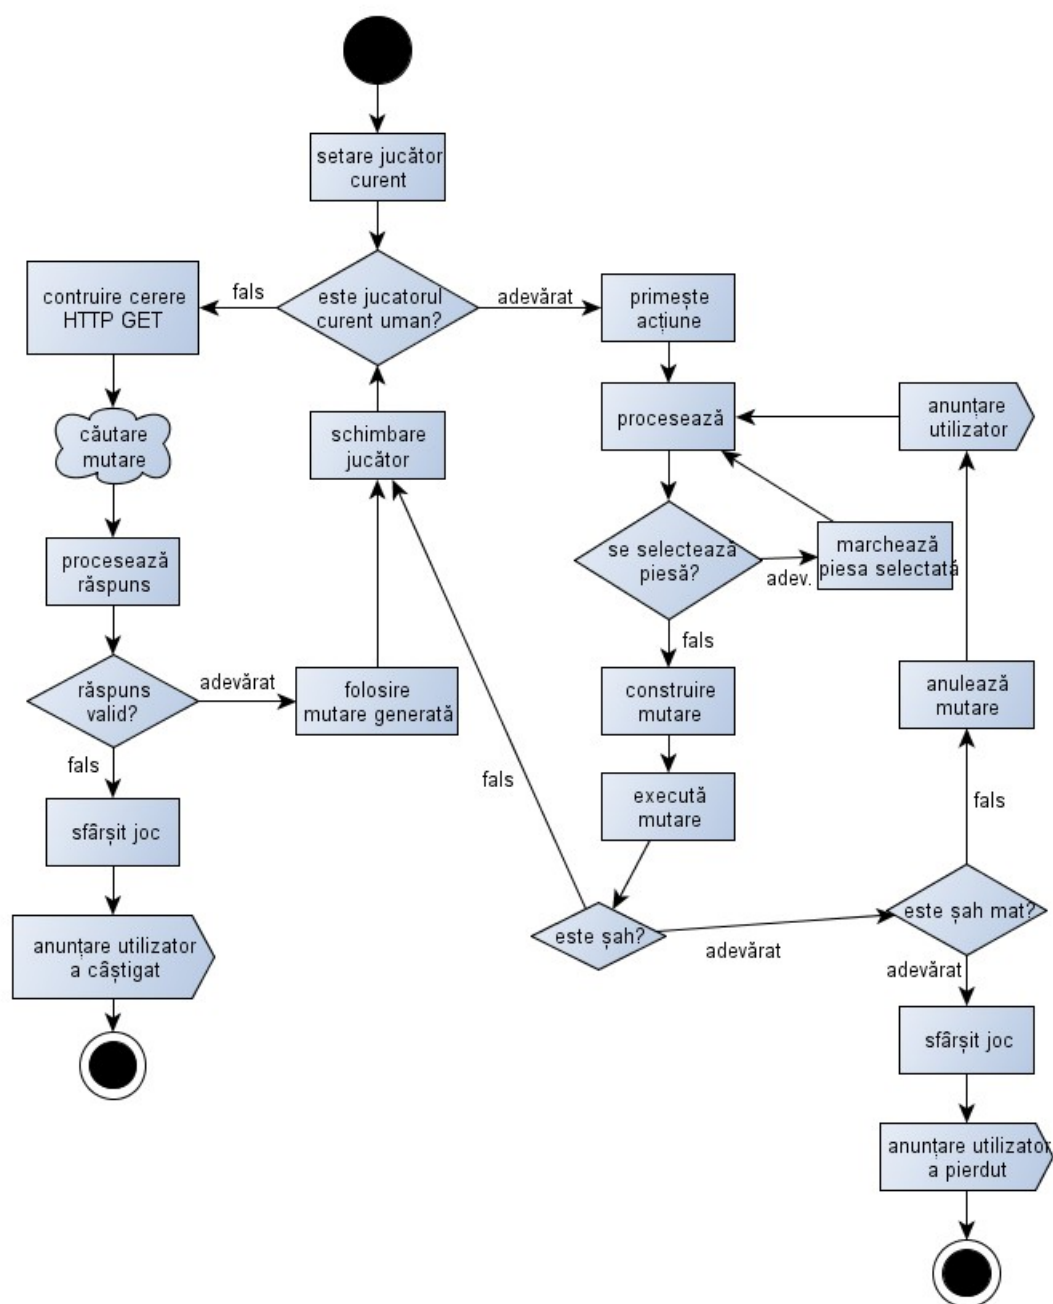 setare jucător
curent
este jucatorul
curent uman?
fals
adevărat
contruire cerere
HTTP GET
primește
acțiune
căutare
mutare
schimbare
jucător
procesează
anunțare
utilizator
procesează
răspuns
se selectează
piesă?
adev.
marchează
piesa selectată
fals
răspuns
valid?
adevărat
folosire
mutare generată
construire
mutare
anulează
mutare
fals
fals
execută
mutare
fals
sfârșit joc
este șah?
adevărat
este șah mat?
adevărat
anunțare utilizator
a câștigat
sfârșit joc
anunțare utilizator
a pierdut